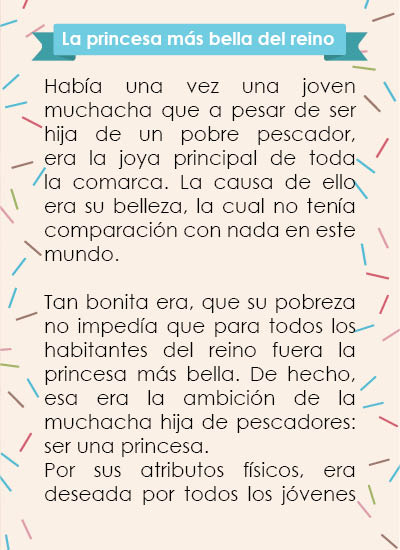 La princesa más bella del reino
Había una vez una joven
muchacha que a pesar de ser
hija de un pobre pescador,
era la joya principal de toda
la comarca. La causa de ello
era su belleza, la cual no tenía
comparación con nada en este
mundo.
Tan bonita era, que su pobreza
no impedía que para todos los
habitantes del reino fuera la
princesa más bella. De hecho,
esa era la ambición de la
muchacha hija de pescadores:
ser una princesa.
Por sus atributos físicos, era
deseada por todos los jóvenes